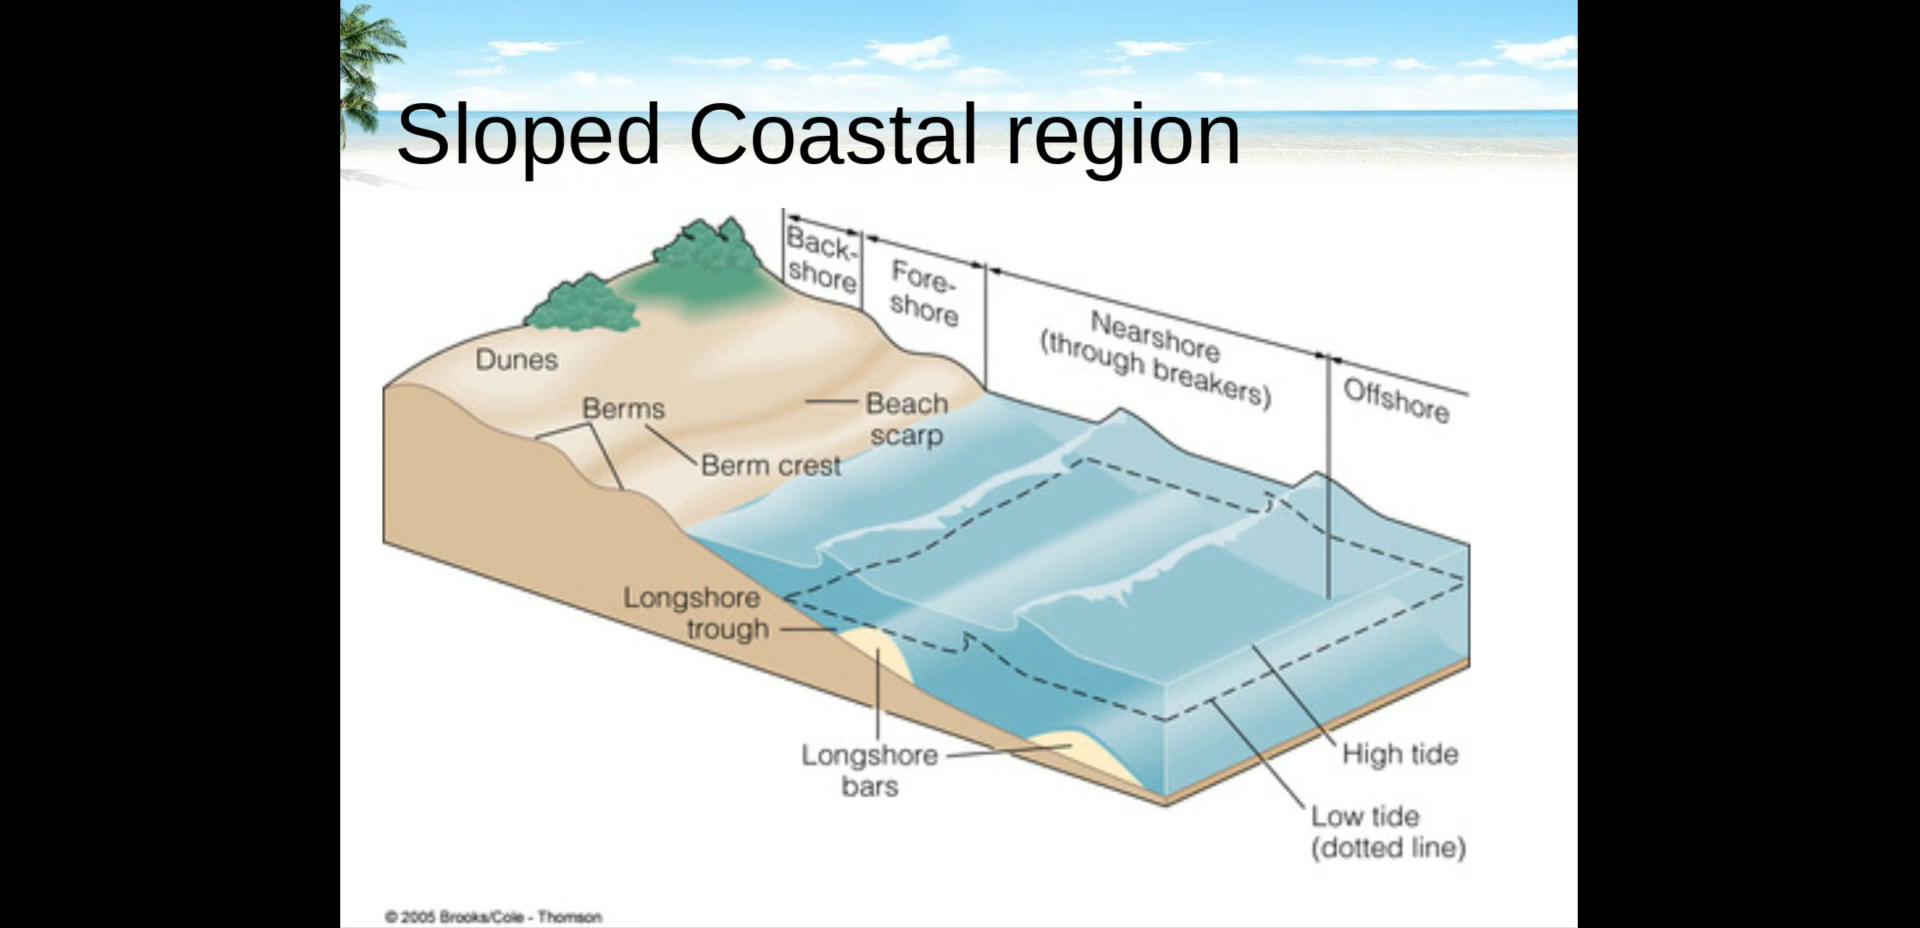 Sloped Coastal region
Back-
shore
Fore-
shore
Nearshore
(through breakers)
Offshore
Dunes
Berms
Beach
scarp
Berm crest
Longshore
trough
Longshore
bars
High tide
Low tide
(dotted line)
© 2005 Brooks/Cole - Thomson